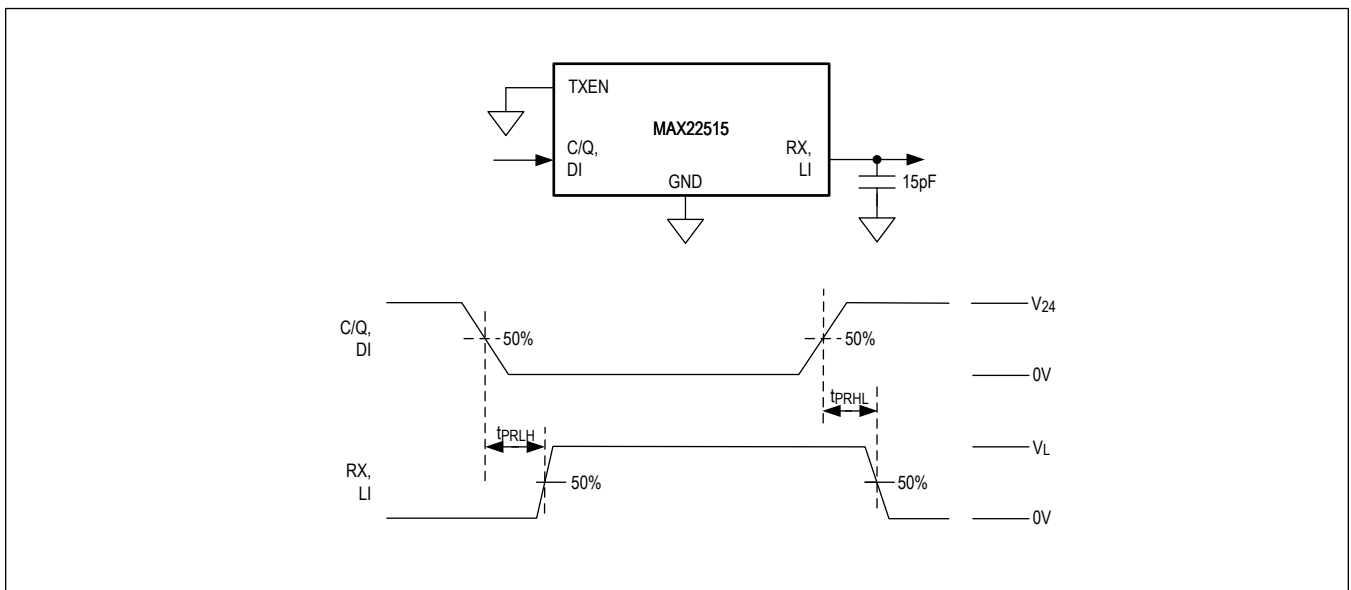 TXEN
MAX22515
C/Q,
DI
RX,
LI
GND
15pF
C/Q,
DI
50%
50%
V24
0V
tPRHL
tPRLH
VL
RX,
LI
50%
50%
0V